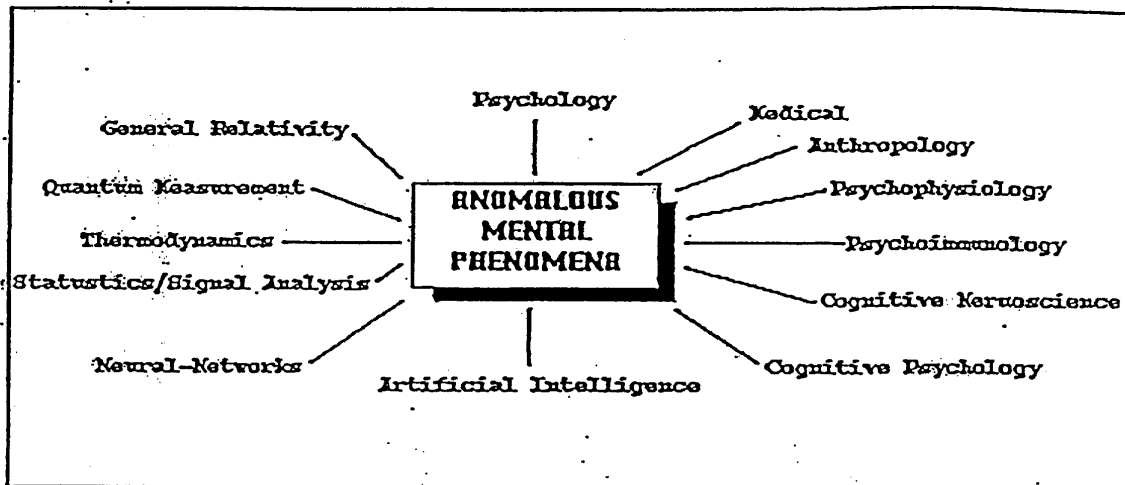 Psychology
Medical
General Relativity
Anthropology
Quantum Measurement
ANOMALOUS
MENTAL
PHENOMENA
Psychophysiology
Thermodynamics
Psychoimmunology
Statustics/Signal Analysis
Cognitive Neruoscience
Neural-Networks
Artificial Intelligence
Cognitive Psychology